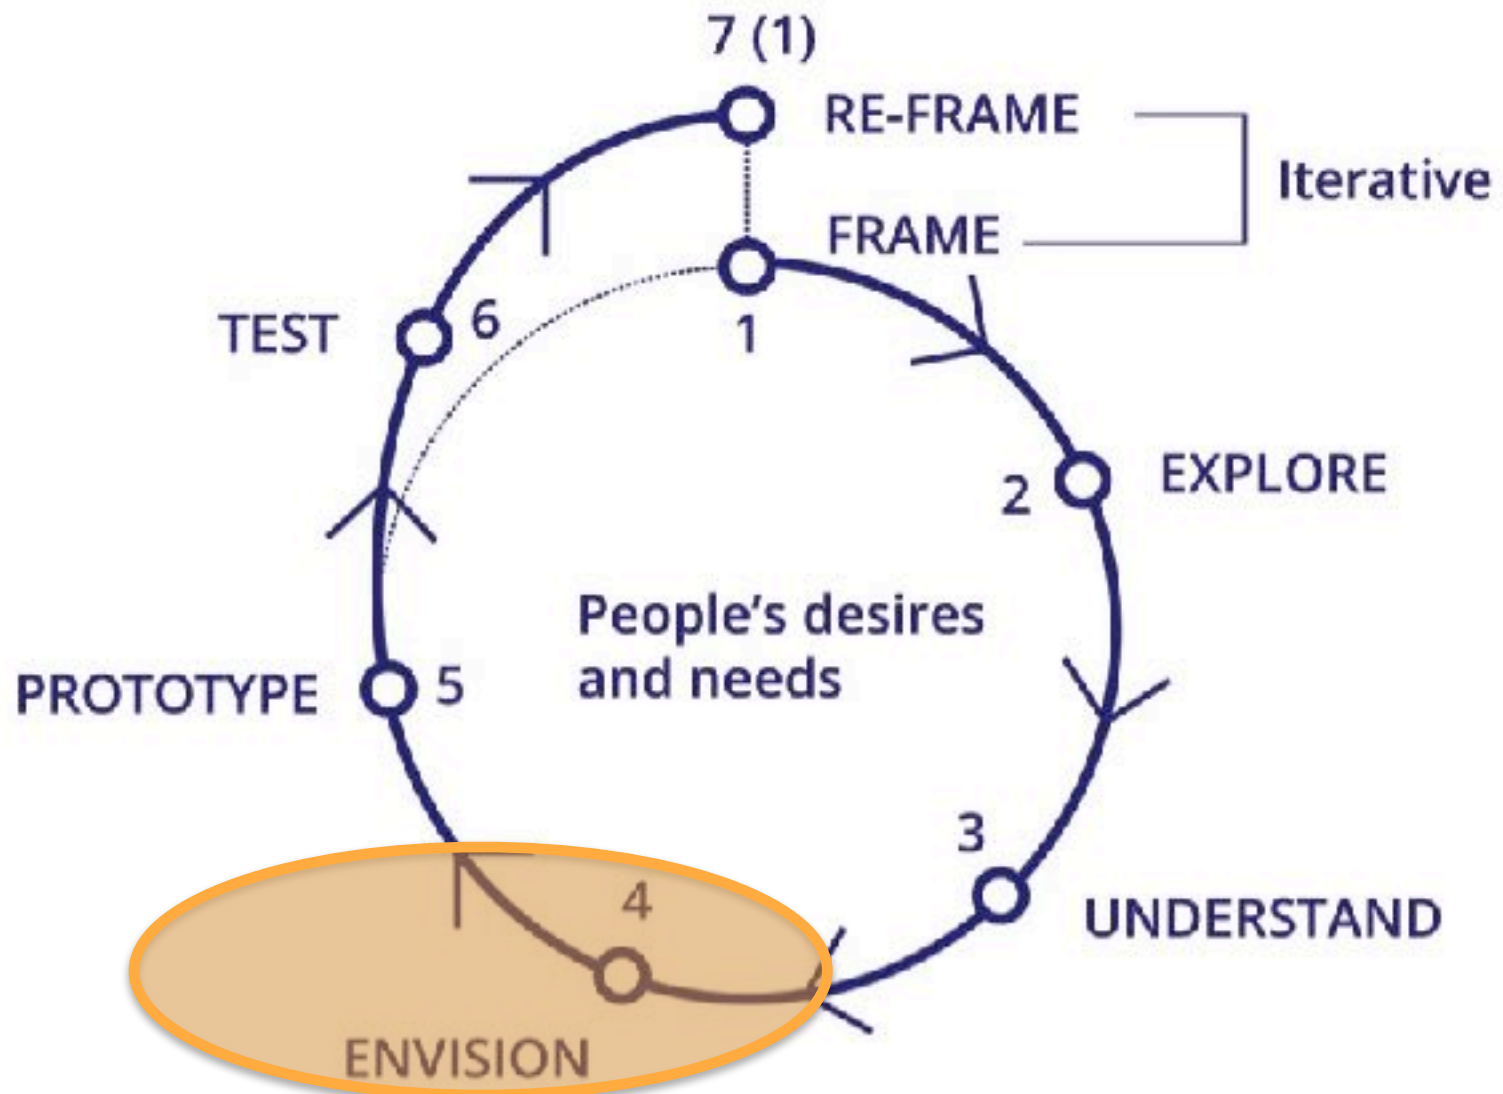 7 (1)
RE-FRAME
Iterative
FRAME
1
6
TEST
2
EXPLORE
People's desires
and needs
PROTOTYPE
5
3
UNDERSTAND
4
ENVISION